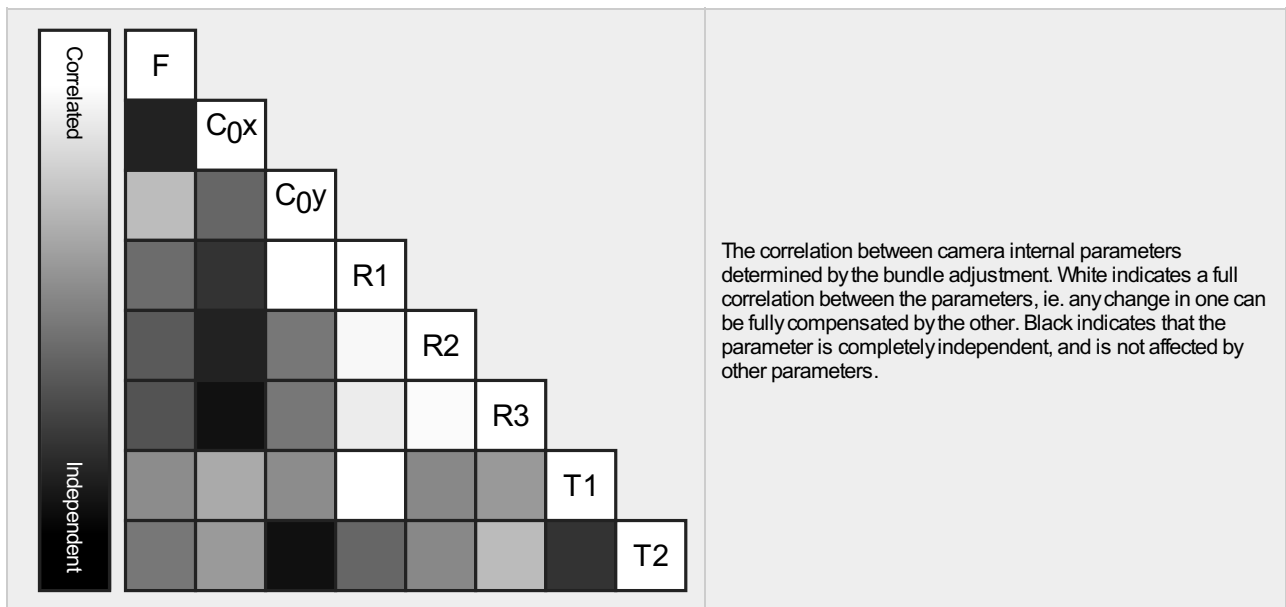 Correlated
Independent
F
C0x
C0y
R1
R2
R3
T1
T2
The correlation between camera internal parameters
determined by the bundle adjustment. White indicates a full
correlation between the parameters, ie. any change in one can
be fully compensated by the other. Black indicates that the
parameter is completely independent, and is not affected by
other parameters.